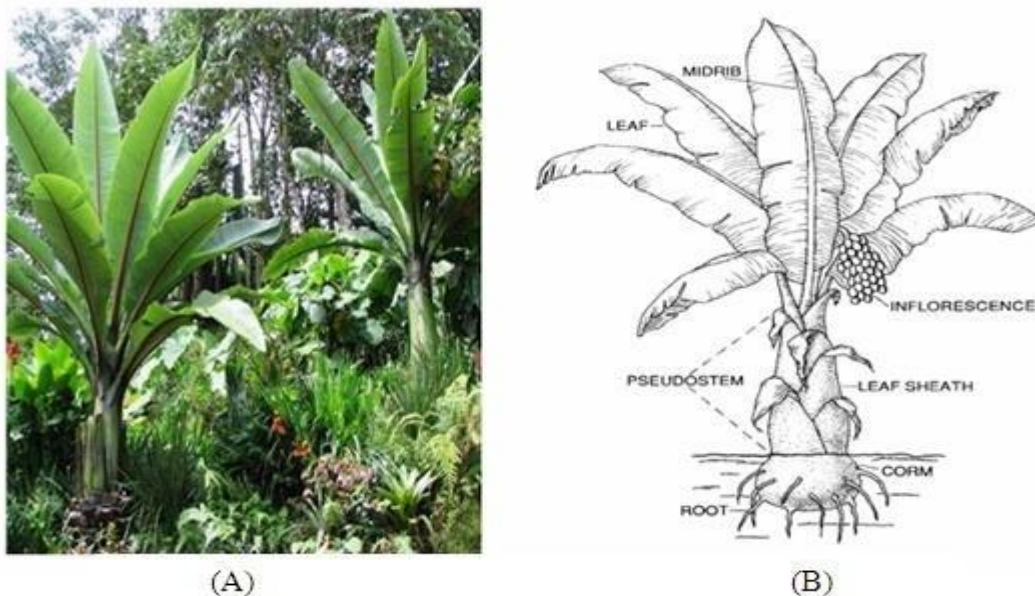 MIDRIB
LEAF
INFLORESCENCE
PSEUDOSTEM
LEAF SHEATH
CORM
ROOT
(A)
(B)